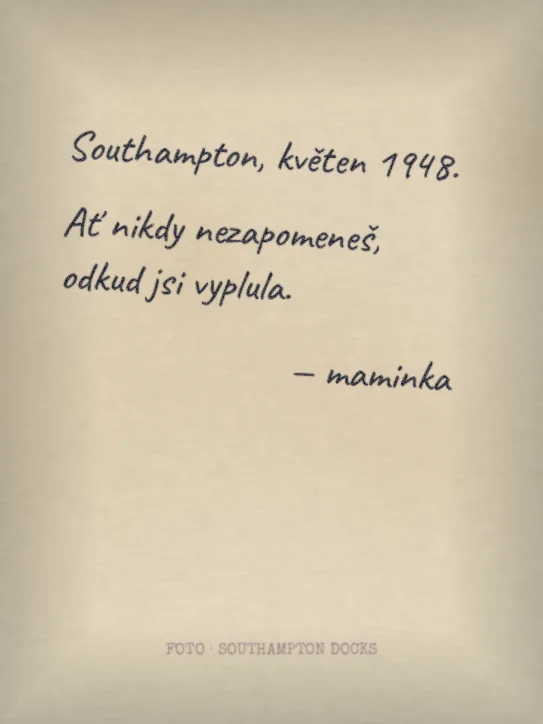 Southampton, květen 1948.
Ať nikdy nezapomeneš,
odkud jsi vyplula.
– maminka
FOTO · SOUTHAMPTON DOCKS